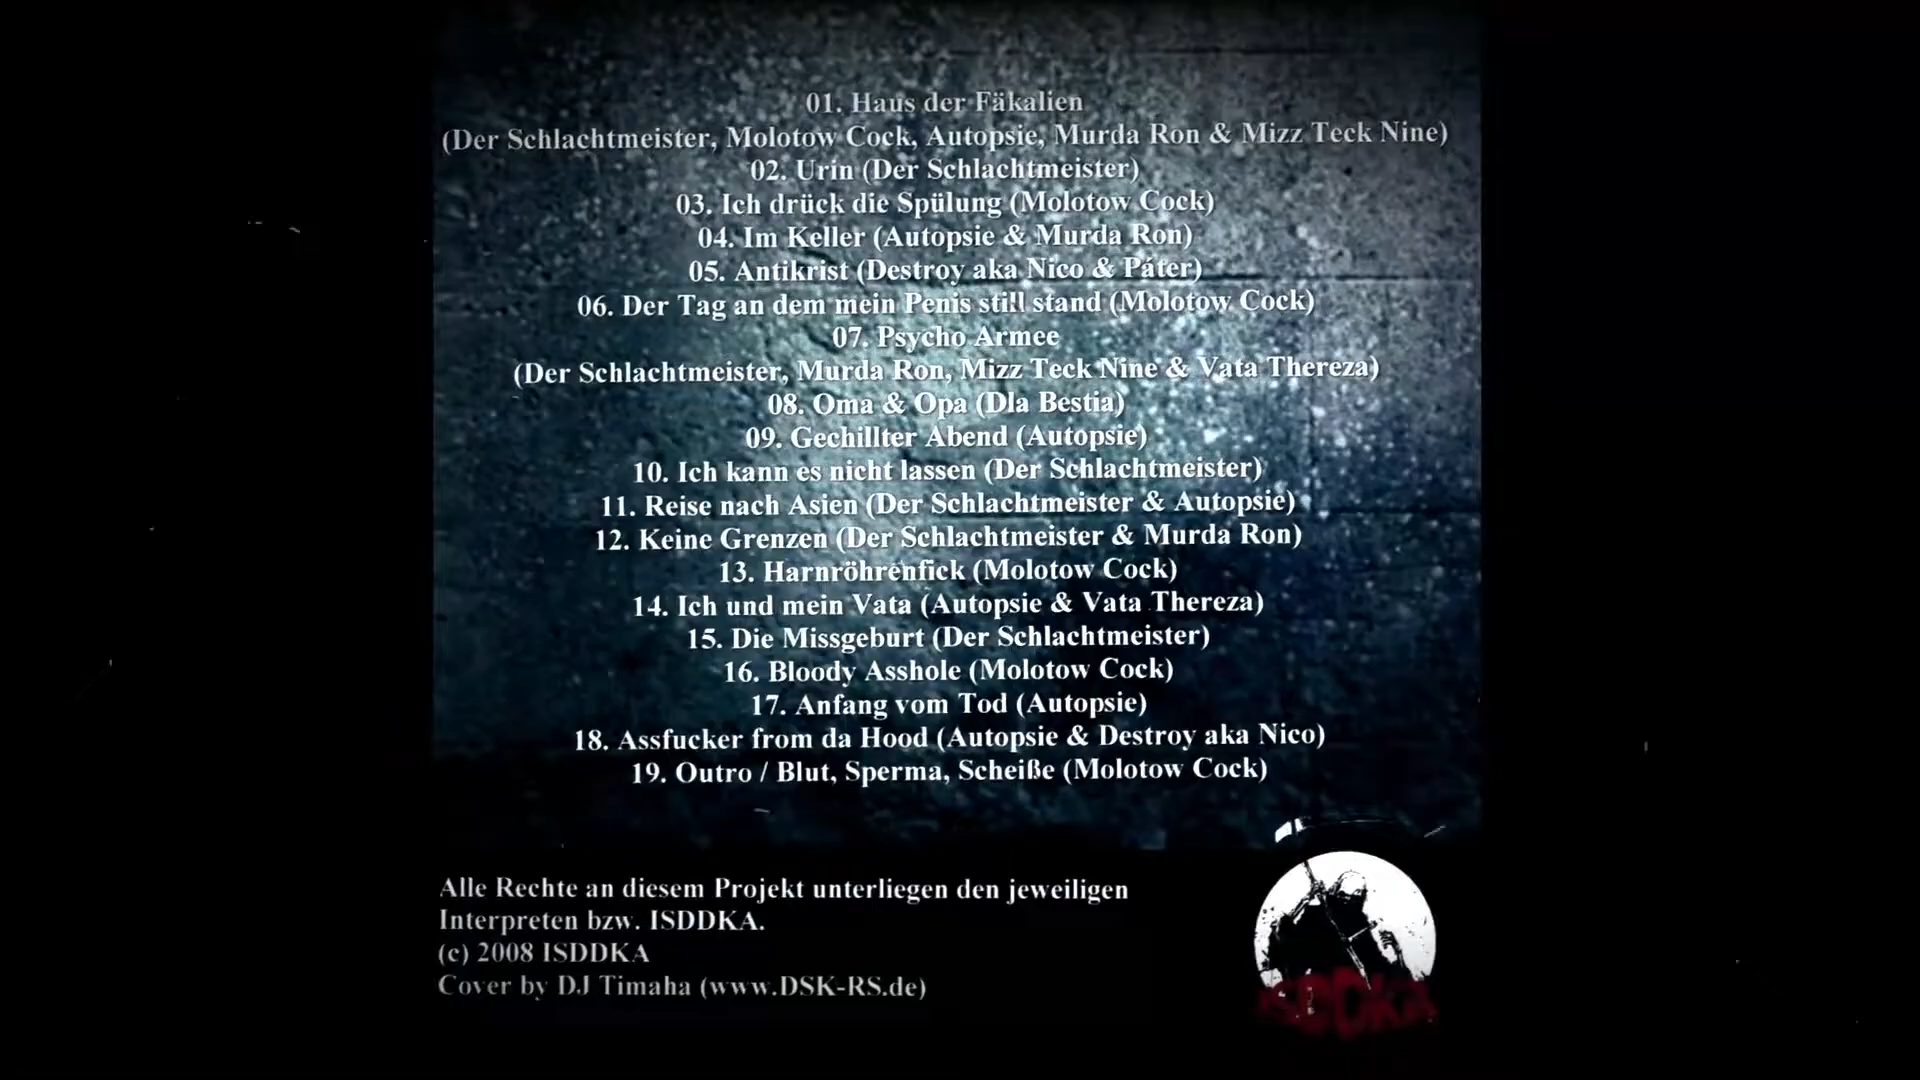 01. Haus der Fäkalien
(Der Schlachtmeister, Molotow Cock, Autopsie, Murda Ron & Mizz Teck Nine)
02. Urin (Der Schlachtmeister)
03. Ich drück die Spülung (Molotow Cock)
04. Im Keller (Autopsie & Murda Ron)
05. Antikrist (Destroy aka Nico & Páter)
06. Der Tag an dem mein Penis still stand (Molotow Cock)
07. Psycho Armee
(Der Schlachtmeister, Murda Ron, Mizz Teck Nine & Vata Thereza)
08. Oma & Opa (Dla Bestia)
09. Gechillter Abend (Autopsie)
10. Ich kann es nicht lassen (Der Schlachtmeister)
11. Reise nach Asien (Der Schlachtmeister & Autopsie)
12. Keine Grenzen (Der Schlachtmeister & Murda Ron)
13. Harnröhrenfick (Molotow Cock)
14. Ich und mein Vata (Autopsie & Vata Thereza)
15. Die Missgeburt (Der Schlachtmeister)
16. Bloody Asshole (Molotow Cock)
17. Anfang vom Tod (Autopsie)
18. Assfucker from da Hood (Autopsie & Destroy aka Nico)
19. Outro / Blut, Sperma, Scheiße (Molotow Cock)
Alle Rechte an diesem Projekt unterliegen den jeweiligen
Interpreten bzw. ISDDKA.
(c) 2008 ISDDKA
Cover by DJ Timaha (www.DSK-RS.de)
ISDDKA